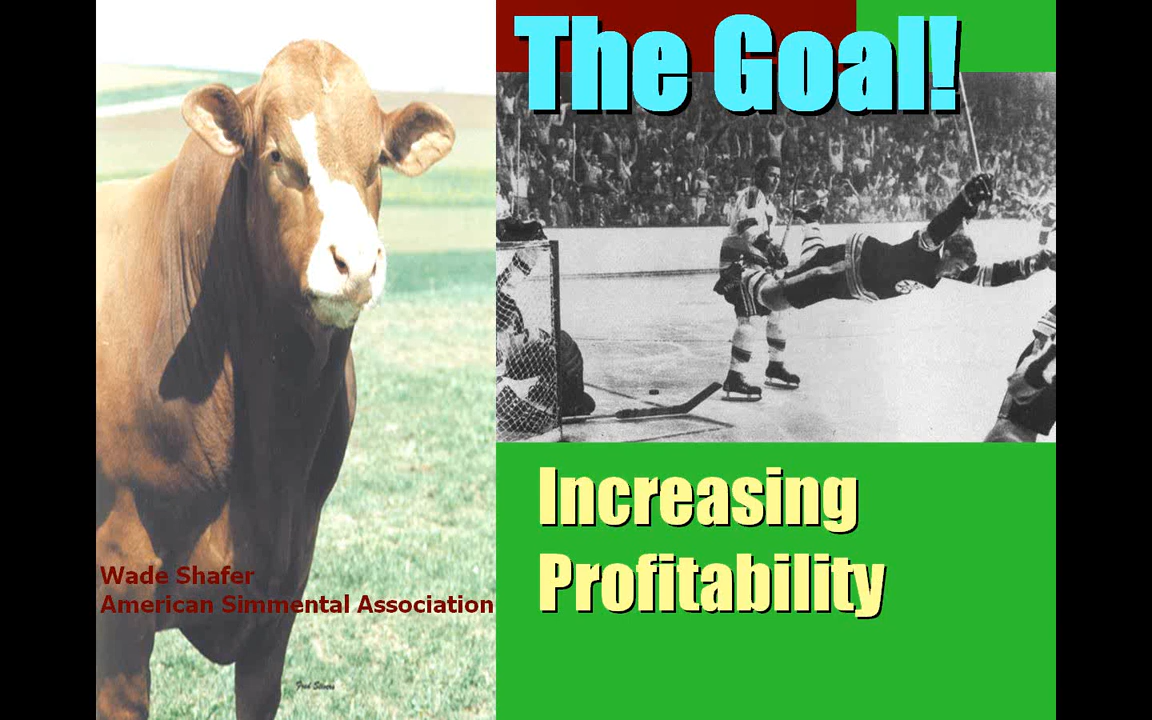 The Goal!
Increasing
Profitability
Wade Shafer
American Simmental Association